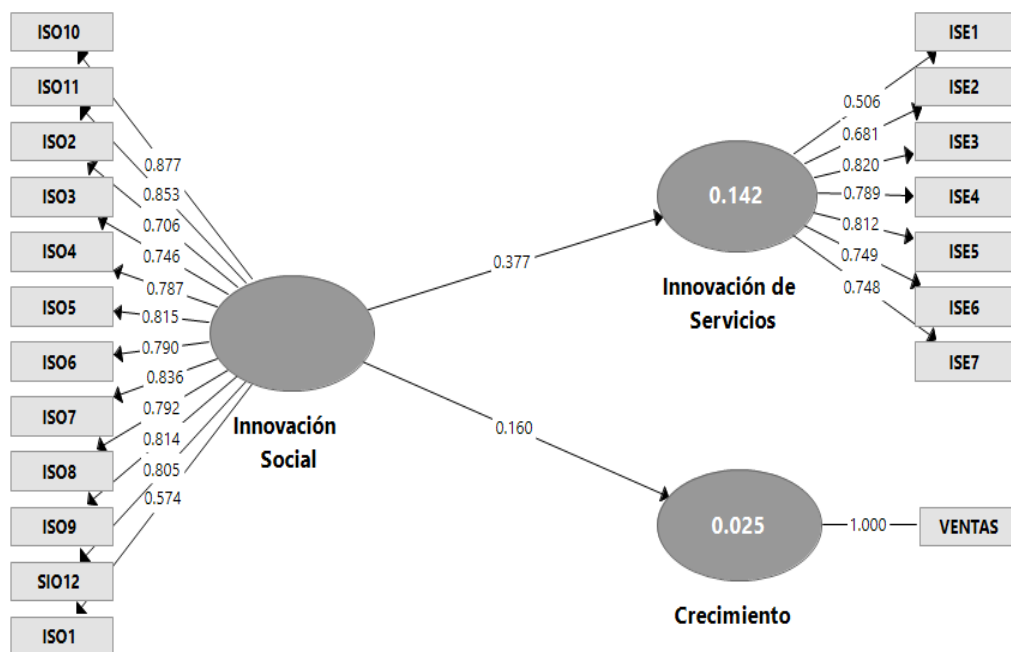 ISO10
ISO11
ISO2
ISO3
ISO4
ISO5
ISO6
ISO7
ISO8
ISO9
SIO12
ISO1
0.877
0.853
0.706
0.746
0.787
0.815
0.790
0.836
0.792
0.814
0.805
0.574
Innovación
Social
0.377
0.160
0.142
Innovación de
Servicios
0.025
Crecimiento
0.506
0.681
0.820
0.789
0.812
0.749
0.748
1.000
ISE1
ISE2
ISE3
ISE4
ISE5
ISE6
ISE7
VENTAS